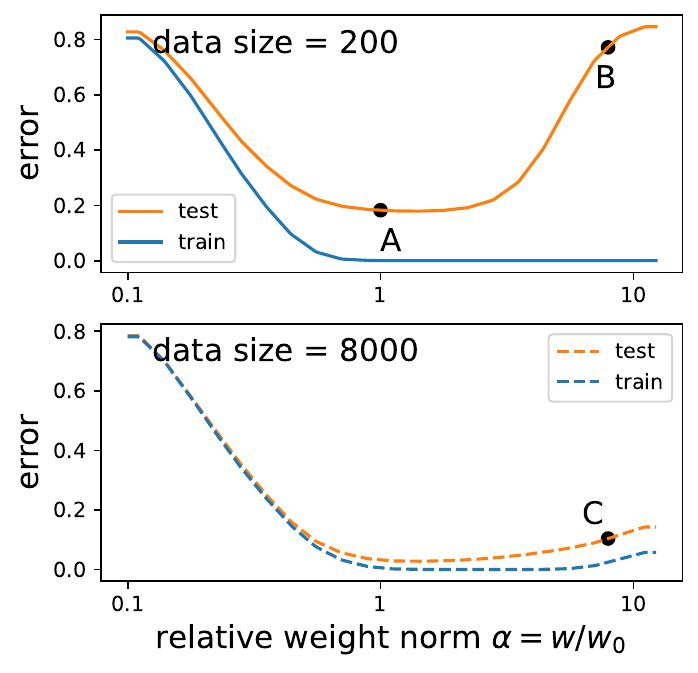 data size = 200
0.8
0.6
0.4
0.2
0.0
error
test
train
A
B
0.1
1
10
data size = 8000
0.8
0.6
0.4
0.2
0.0
error
test
train
C
0.1
1
10
relative weight norm α = w/w₀